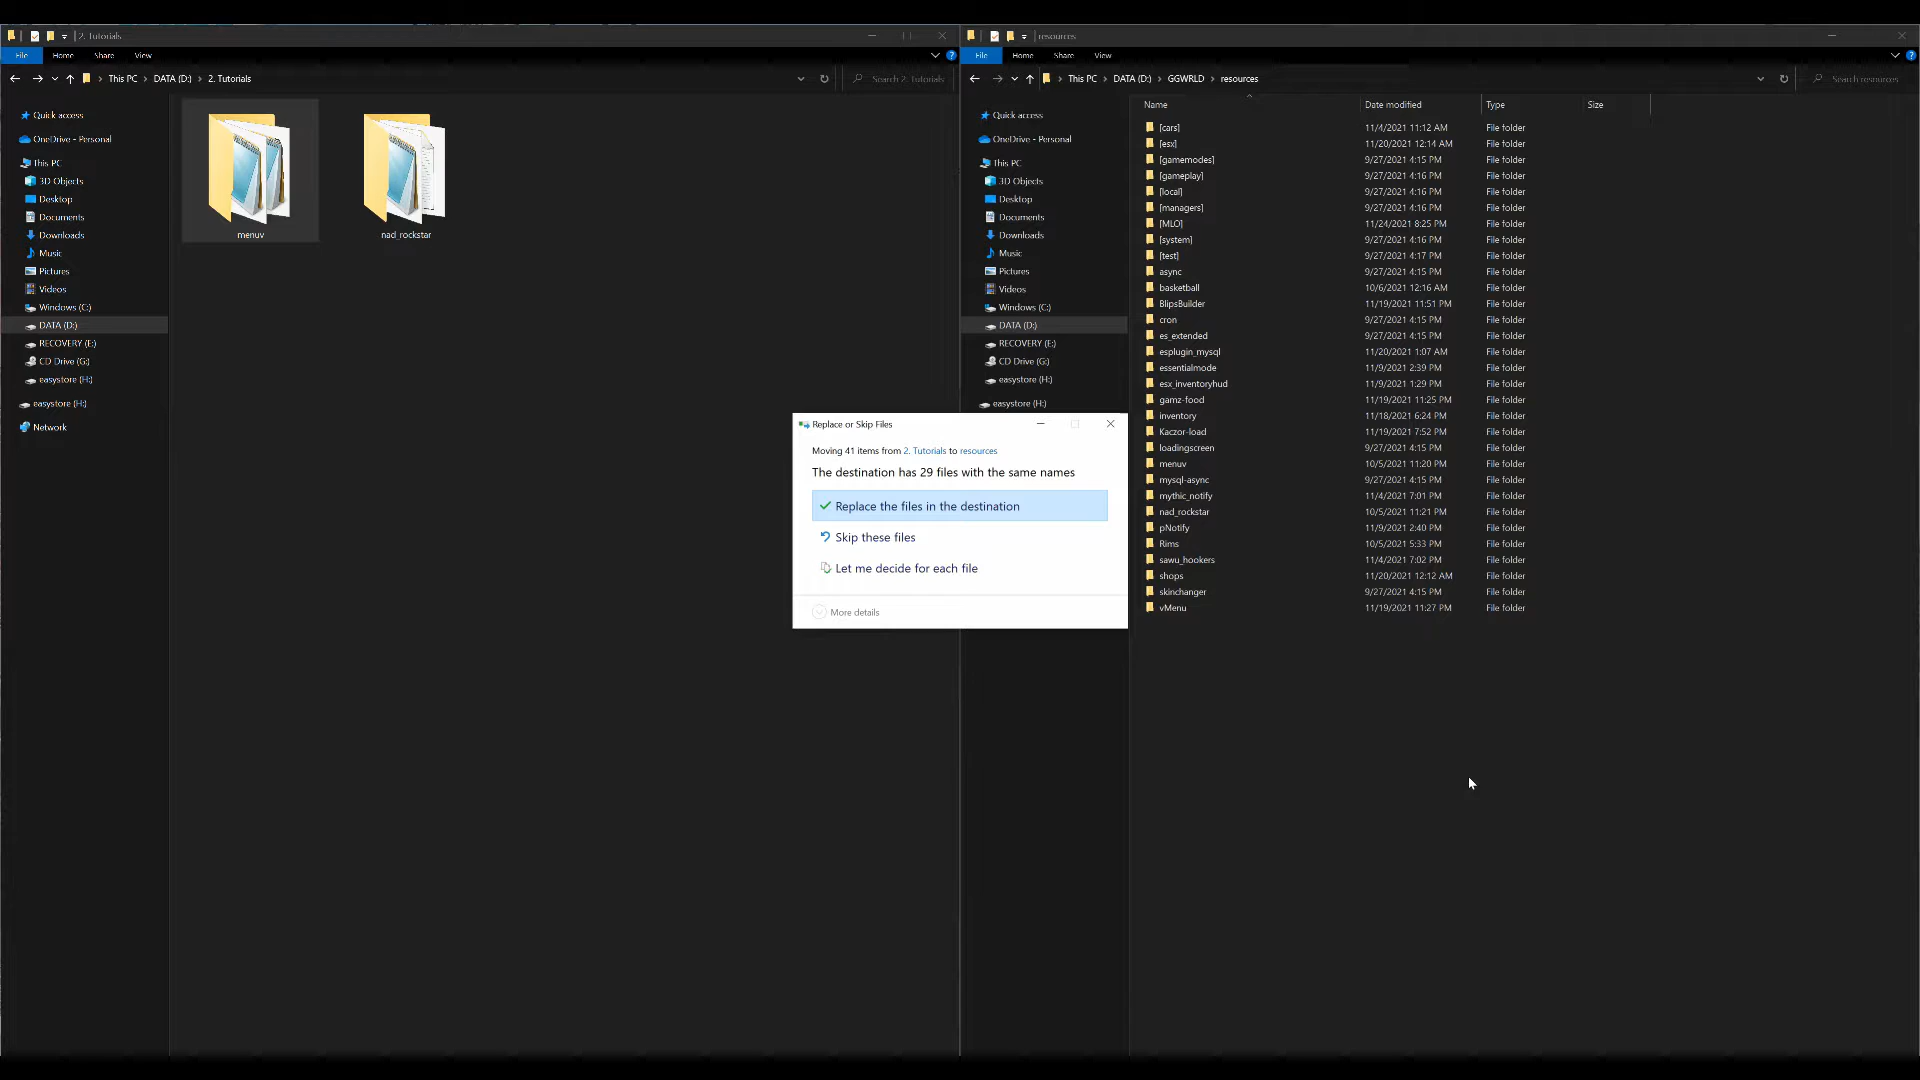 2. Tutorials
File Home Share View
This PC DATA (D:) 2. Tutorials
Search 2. Tutorials
Quick access
OneDrive - Personal
This PC
3D Objects
Desktop
Documents
Downloads
Music
Pictures
Videos
Windows (C:)
DATA (D:)
RECOVERY (E:)
CD Drive (G:)
easystore (H:)
easystore (H:)
Network
menuv
nad_rockstar
resources
File Home Share View
This PC DATA (D:) GGWRLD resources
Search resources
Quick access
OneDrive - Personal
This PC
3D Objects
Desktop
Documents
Downloads
Music
Pictures
Videos
Windows (C:)
DATA (D:)
RECOVERY (E:)
CD Drive (G:)
easystore (H:)
easystore (H:)
Name Date modified Type Size
[cars] 11/4/2021 11:12 AM File folder
[esx] 11/20/2021 12:14 AM File folder
[gamemodes] 9/27/2021 4:15 PM File folder
[gameplay] 9/27/2021 4:16 PM File folder
[local] 9/27/2021 4:16 PM File folder
[managers] 9/27/2021 4:16 PM File folder
[MLO] 11/24/2021 8:25 PM File folder
[system] 9/27/2021 4:16 PM File folder
[test] 9/27/2021 4:17 PM File folder
async 9/27/2021 4:15 PM File folder
basketball 10/6/2021 12:16 AM File folder
BlipsBuilder 11/19/2021 11:51 PM File folder
cron 9/27/2021 4:15 PM File folder
es_extended 9/27/2021 4:15 PM File folder
esplugin_mysql 11/20/2021 1:07 AM File folder
essentialmode 11/9/2021 2:39 PM File folder
esx_inventoryhud 11/9/2021 1:29 PM File folder
gamz-food 11/19/2021 11:25 PM File folder
inventory 11/18/2021 6:24 PM File folder
Kaczor-load 11/19/2021 7:52 PM File folder
loadingscreen 9/27/2021 4:15 PM File folder
menuv 10/5/2021 11:20 PM File folder
mysql-async 9/27/2021 4:15 PM File folder
mythic_notify 11/4/2021 7:01 PM File folder
nad_rockstar 10/5/2021 11:21 PM File folder
pNotify 11/9/2021 2:40 PM File folder
Rims 10/5/2021 5:33 PM File folder
sawu_hookers 11/4/2021 7:02 PM File folder
shops 11/20/2021 12:12 AM File folder
skinchanger 9/27/2021 4:15 PM File folder
vMenu 11/19/2021 11:27 PM File folder
Replace or Skip Files
Moving 41 items from 2. Tutorials to resources
The destination has 29 files with the same names
Replace the files in the destination
Skip these files
Let me decide for each file
More details